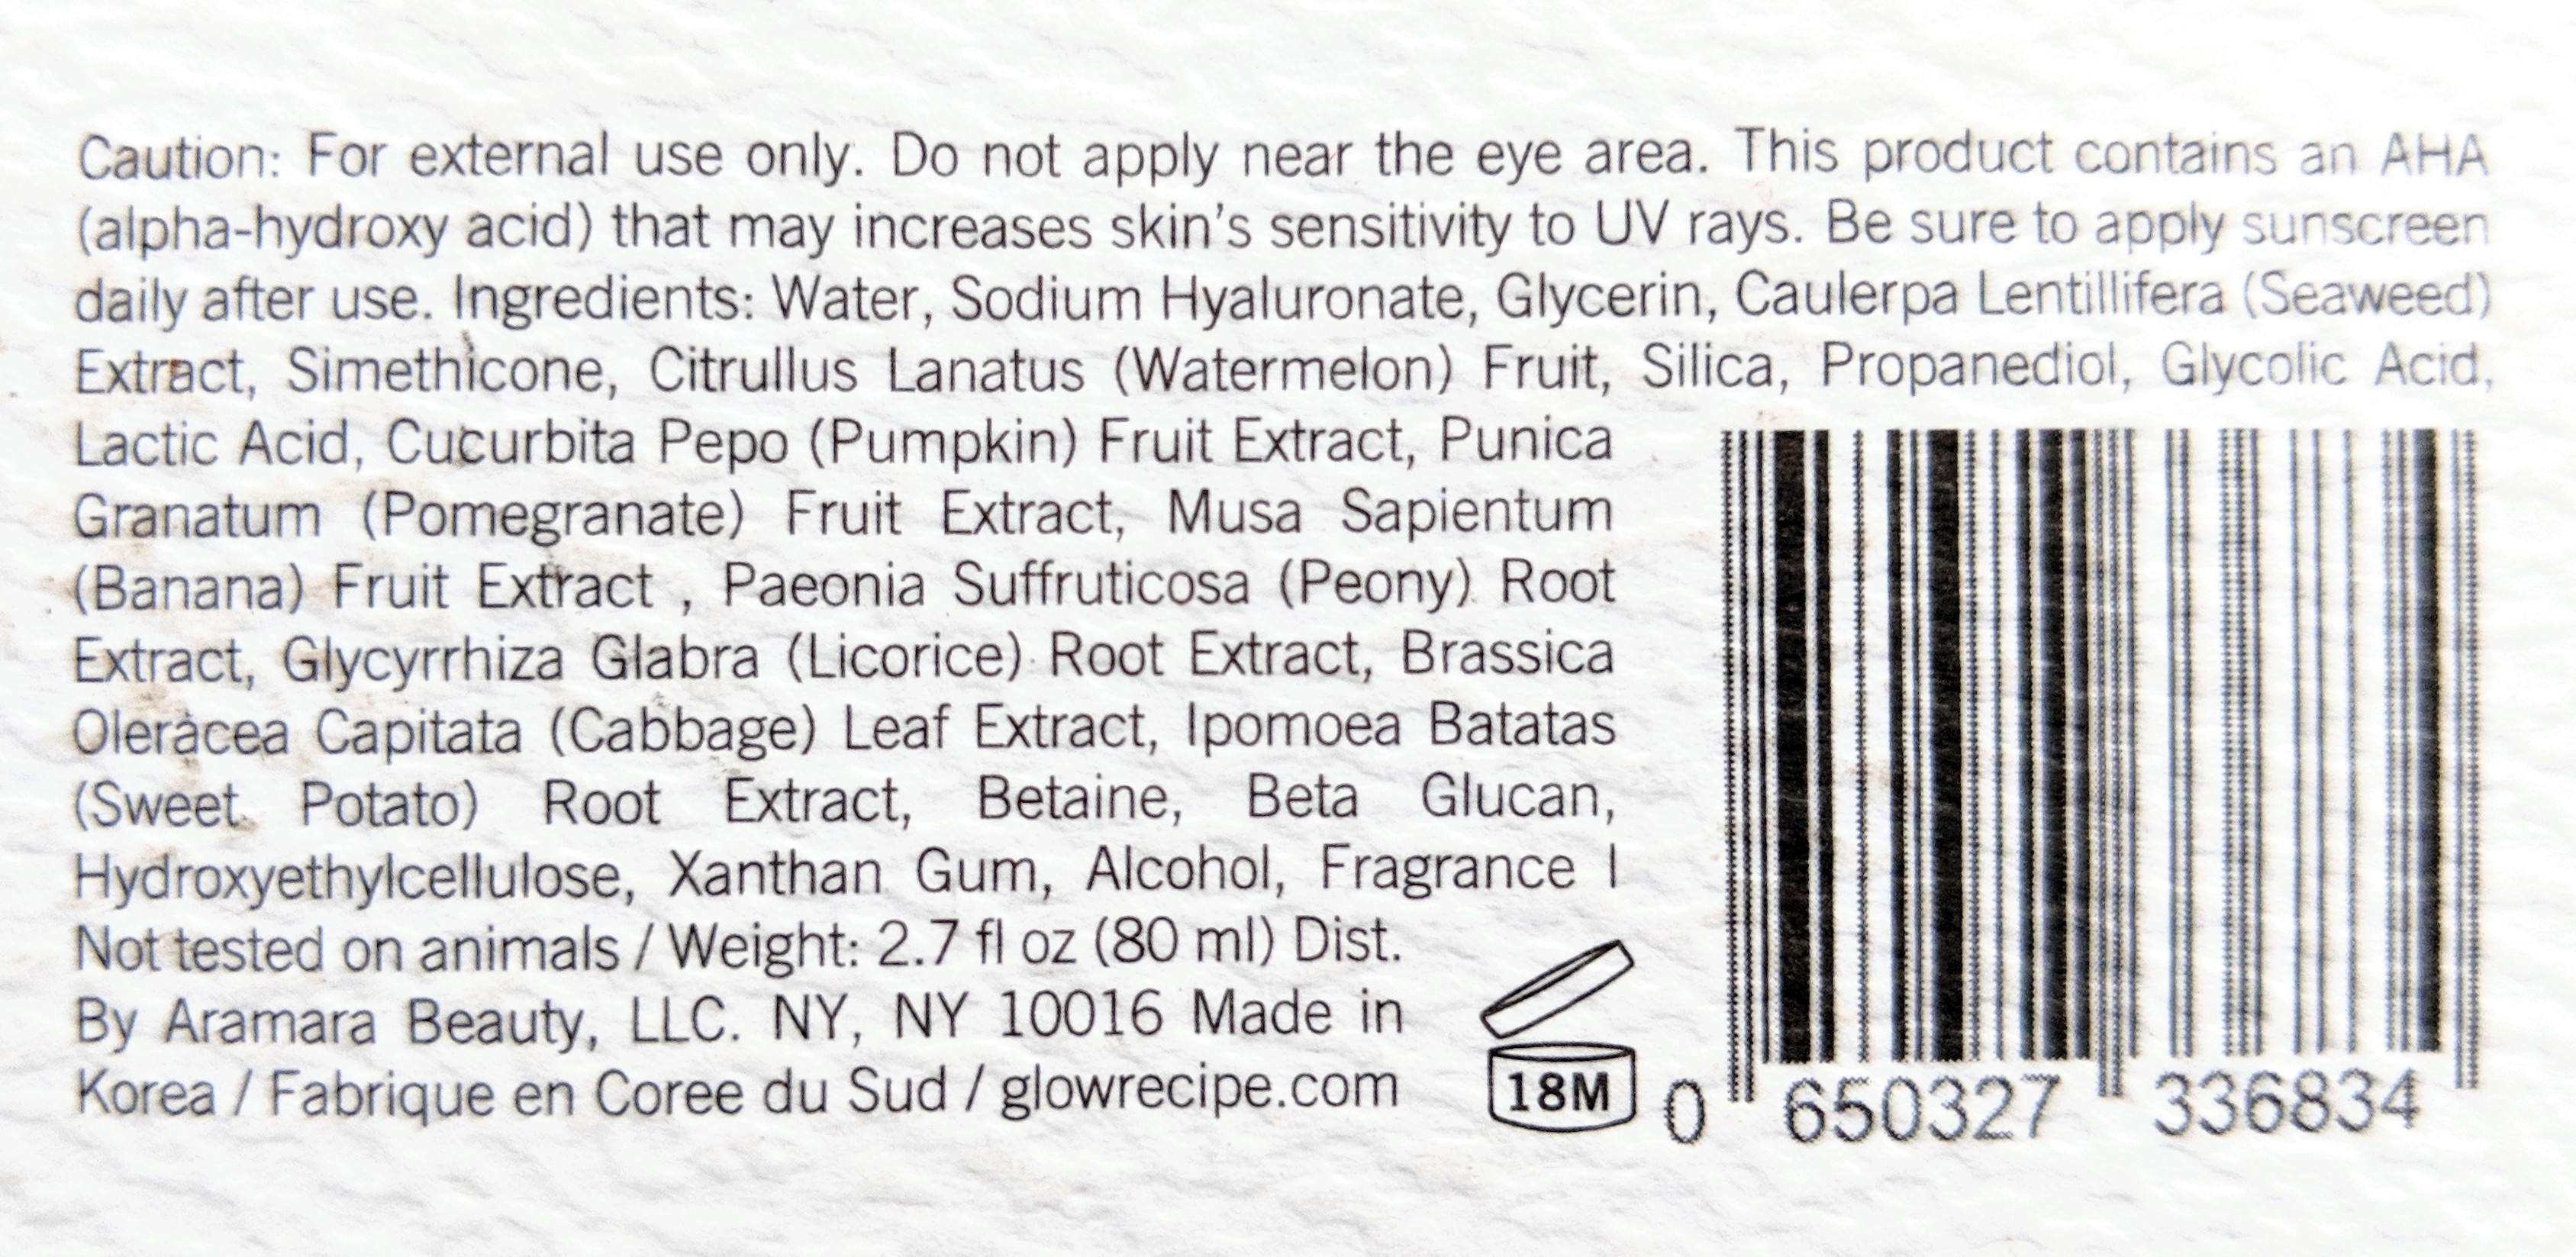 Caution: For external use only. Do not apply near the eye area. This product contains an AHA
(alpha-hydroxy acid) that may increases skin's sensitivity to UV rays. Be sure to apply sunscreen
daily after use. Ingredients: Water, Sodium Hyaluronate, Glycerin, Caulerpa Lentillifera (Seaweed)
Extract, Simethicone, Citrullus Lanatus (Watermelon) Fruit, Silica, Propanediol, Glycolic Acid,
Lactic Acid, Cucurbita Pepo (Pumpkin) Fruit Extract, Punica
Granatum (Pomegranate) Fruit Extract, Musa Sapientum
(Banana) Fruit Extract , Paeonia Suffruticosa (Peony) Root
Extract, Glycyrrhiza Glabra (Licorice) Root Extract, Brassica
Oleracea Capitata (Cabbage) Leaf Extract, Ipomoea Batatas
(Sweet Potato) Root Extract, Betaine, Beta Glucan,
Hydroxyethylcellulose, Xanthan Gum, Alcohol, Fragrance |
Not tested on animals / Weight: 2.7 fl oz (80 ml) Dist.
By Aramara Beauty, LLC. NY, NY 10016 Made in
Korea / Fabrique en Coree du Sud / glowrecipe.com
18M
0 650327 336834